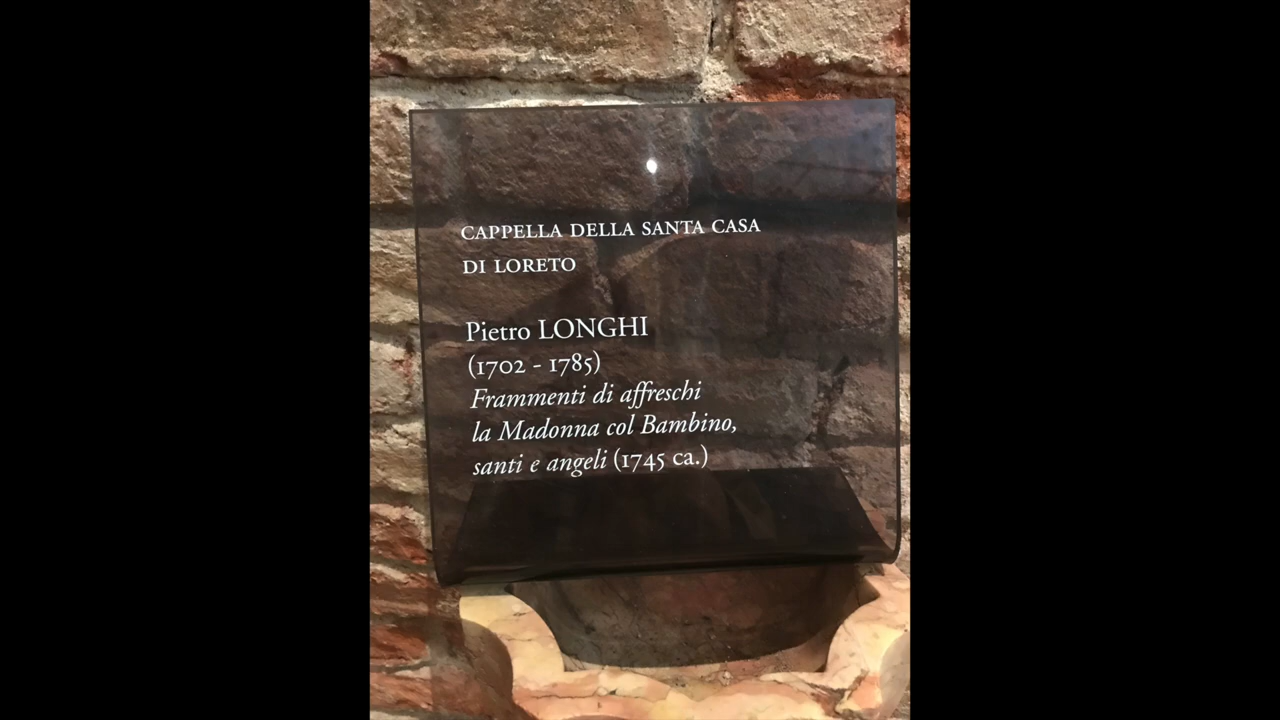 CAPPELLA DELLA SANTA CASA
DI LORETO
Pietro LONGHI
(1702 - 1785)
Frammenti di affreschi
la Madonna col Bambino,
santi e angeli (1745 ca.)